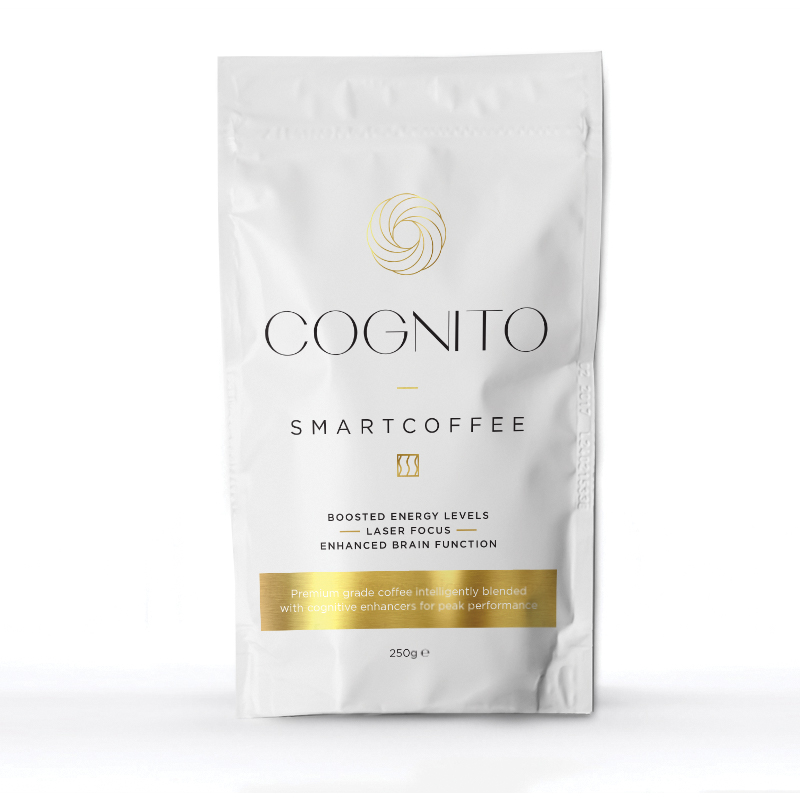 COGNITO
SMARTCOFFEE
BOOSTED ENERGY LEVELS
LASER FOCUS
ENHANCED BRAIN FUNCTION
Premium grade coffee intelligently blended
with cognitive enhancers for peak performance
250g ℮